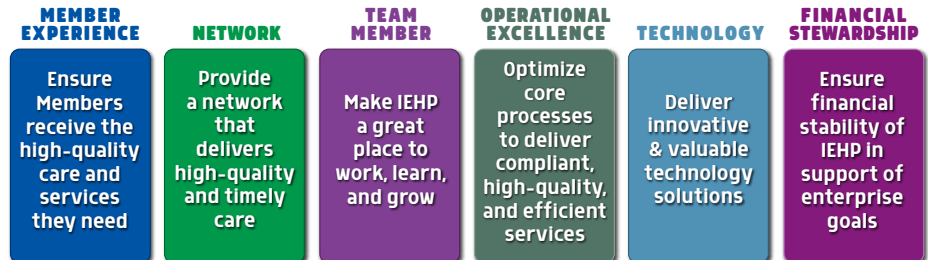 MEMBER
EXPERIENCE
Ensure
Members
receive the
high-quality
care and
services
they need
NETWORK
Provide
a network
that
delivers
high-quality
and timely
care
TEAM
MEMBER
Make IEHP
a great
place to
work, learn,
and grow
OPERATIONAL
EXCELLENCE
Optimize
core
processes
to deliver
compliant,
high-quality,
and efficient
services
TECHNOLOGY
Deliver
innovative
& valuable
technology
solutions
FINANCIAL
STEWARDSHIP
Ensure
financial
stability of
IEHP in
support of
enterprise
goals